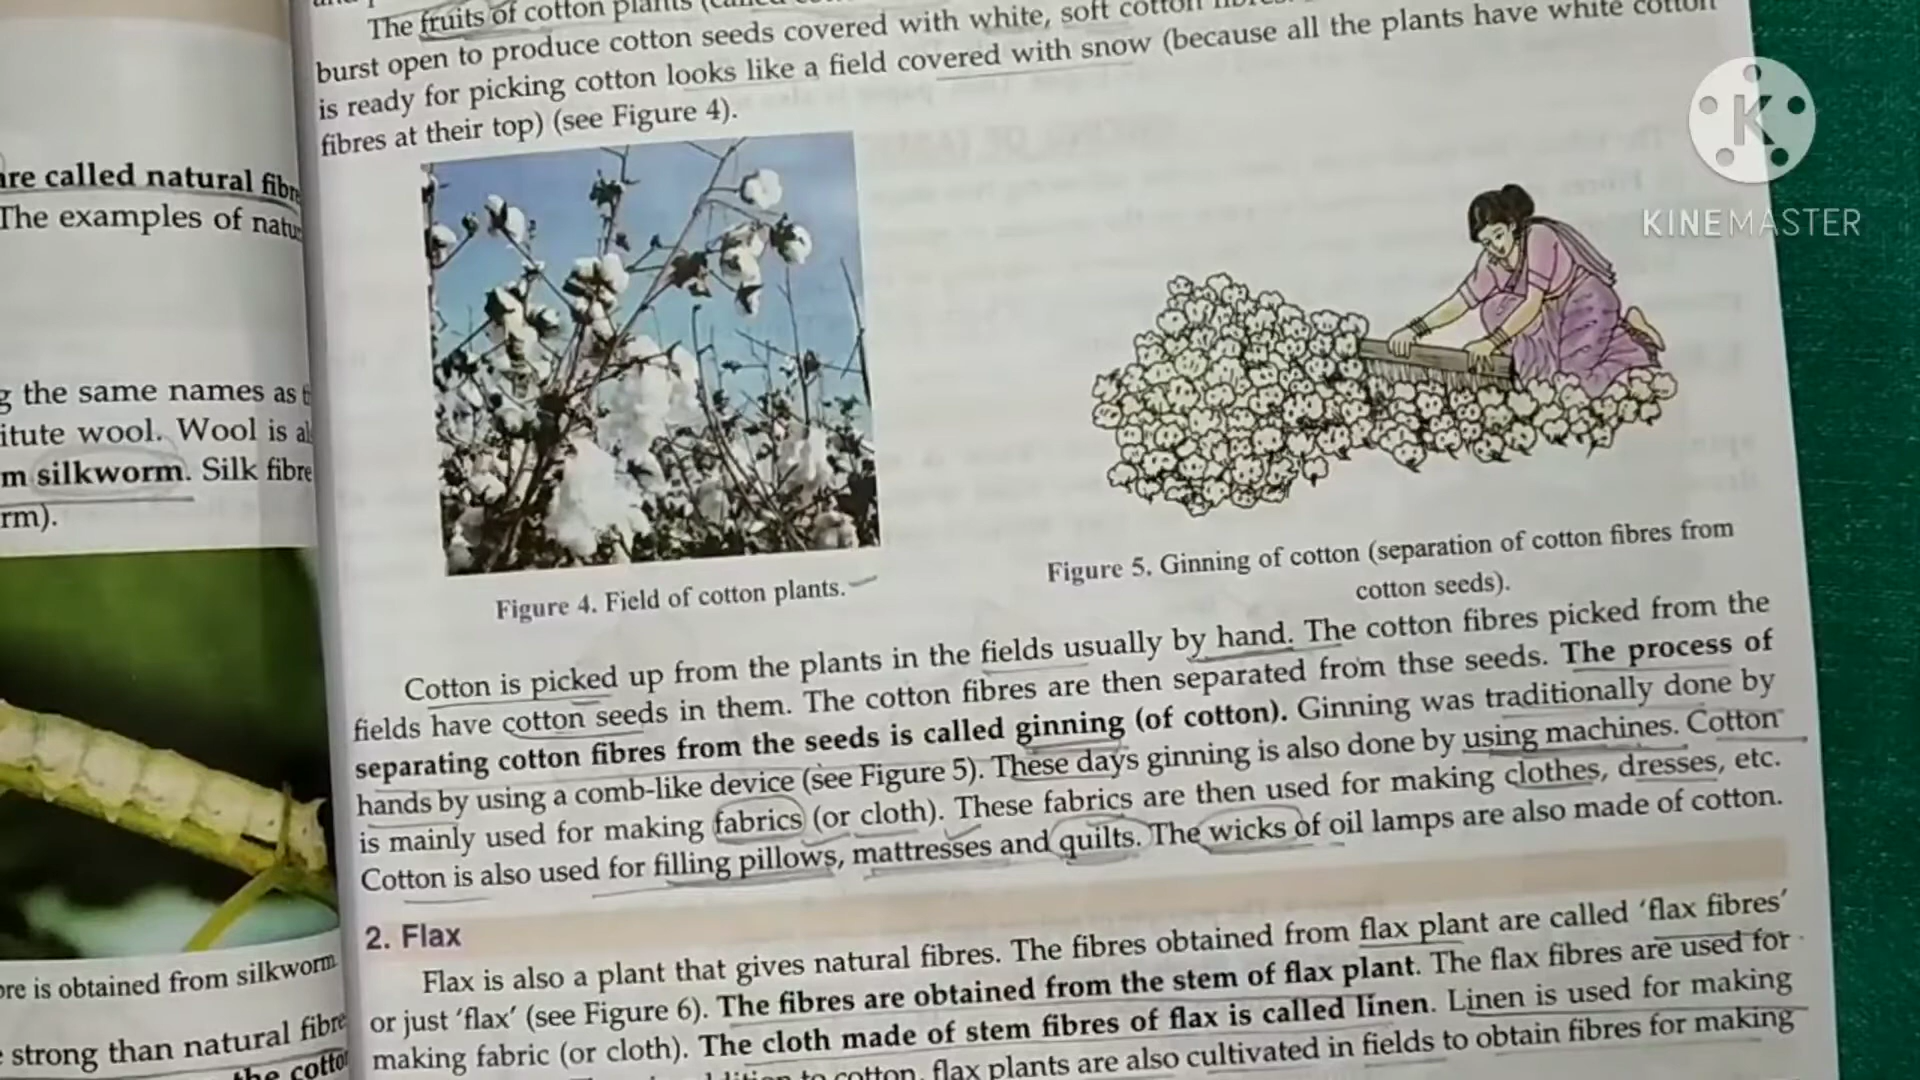 are called natural fibre
The examples of natu
g the same names as
itute wool. Wool is al
m silkworm. Silk fibre
rm).
re is obtained from silkworm
strong than natural fibre
the cotto
The fruits of cotton plants
burst open to produce cotton seeds covered with white, soft cotton
is ready for picking cotton looks like a field covered with snow (because all the plants have white cotton
fibres at their top) (see Figure 4).
K
KINEMASTER
Figure 4. Field of cotton plants.
Figure 5. Ginning of cotton (separation of cotton fibres from
cotton seeds).
Cotton is picked up from the plants in the fields usually by hand. The cotton fibres picked from the
fields have cotton seeds in them. The cotton fibres are then separated from thse seeds. The process of
separating cotton fibres from the seeds is called ginning (of cotton). Ginning was traditionally done by
hands by using a comb-like device (see Figure 5). These days ginning is also done by using machines. Cotton
is mainly used for making fabrics (or cloth). These fabrics are then used for making clothes, dresses, etc.
Cotton is also used for filling pillows, mattresses and quilts. The wicks of oil lamps are also made of cotton.
2. Flax
Flax is also a plant that gives natural fibres. The fibres obtained from flax plant are called ‘flax fibres’
or just ‘flax’ (see Figure 6). The fibres are obtained from the stem of flax plant. The flax fibres are used for
making fabric (or cloth). The cloth made of stem fibres of flax is called linen. Linen is used for making
to cotton, flax plants are also cultivated in fields to obtain fibres for making